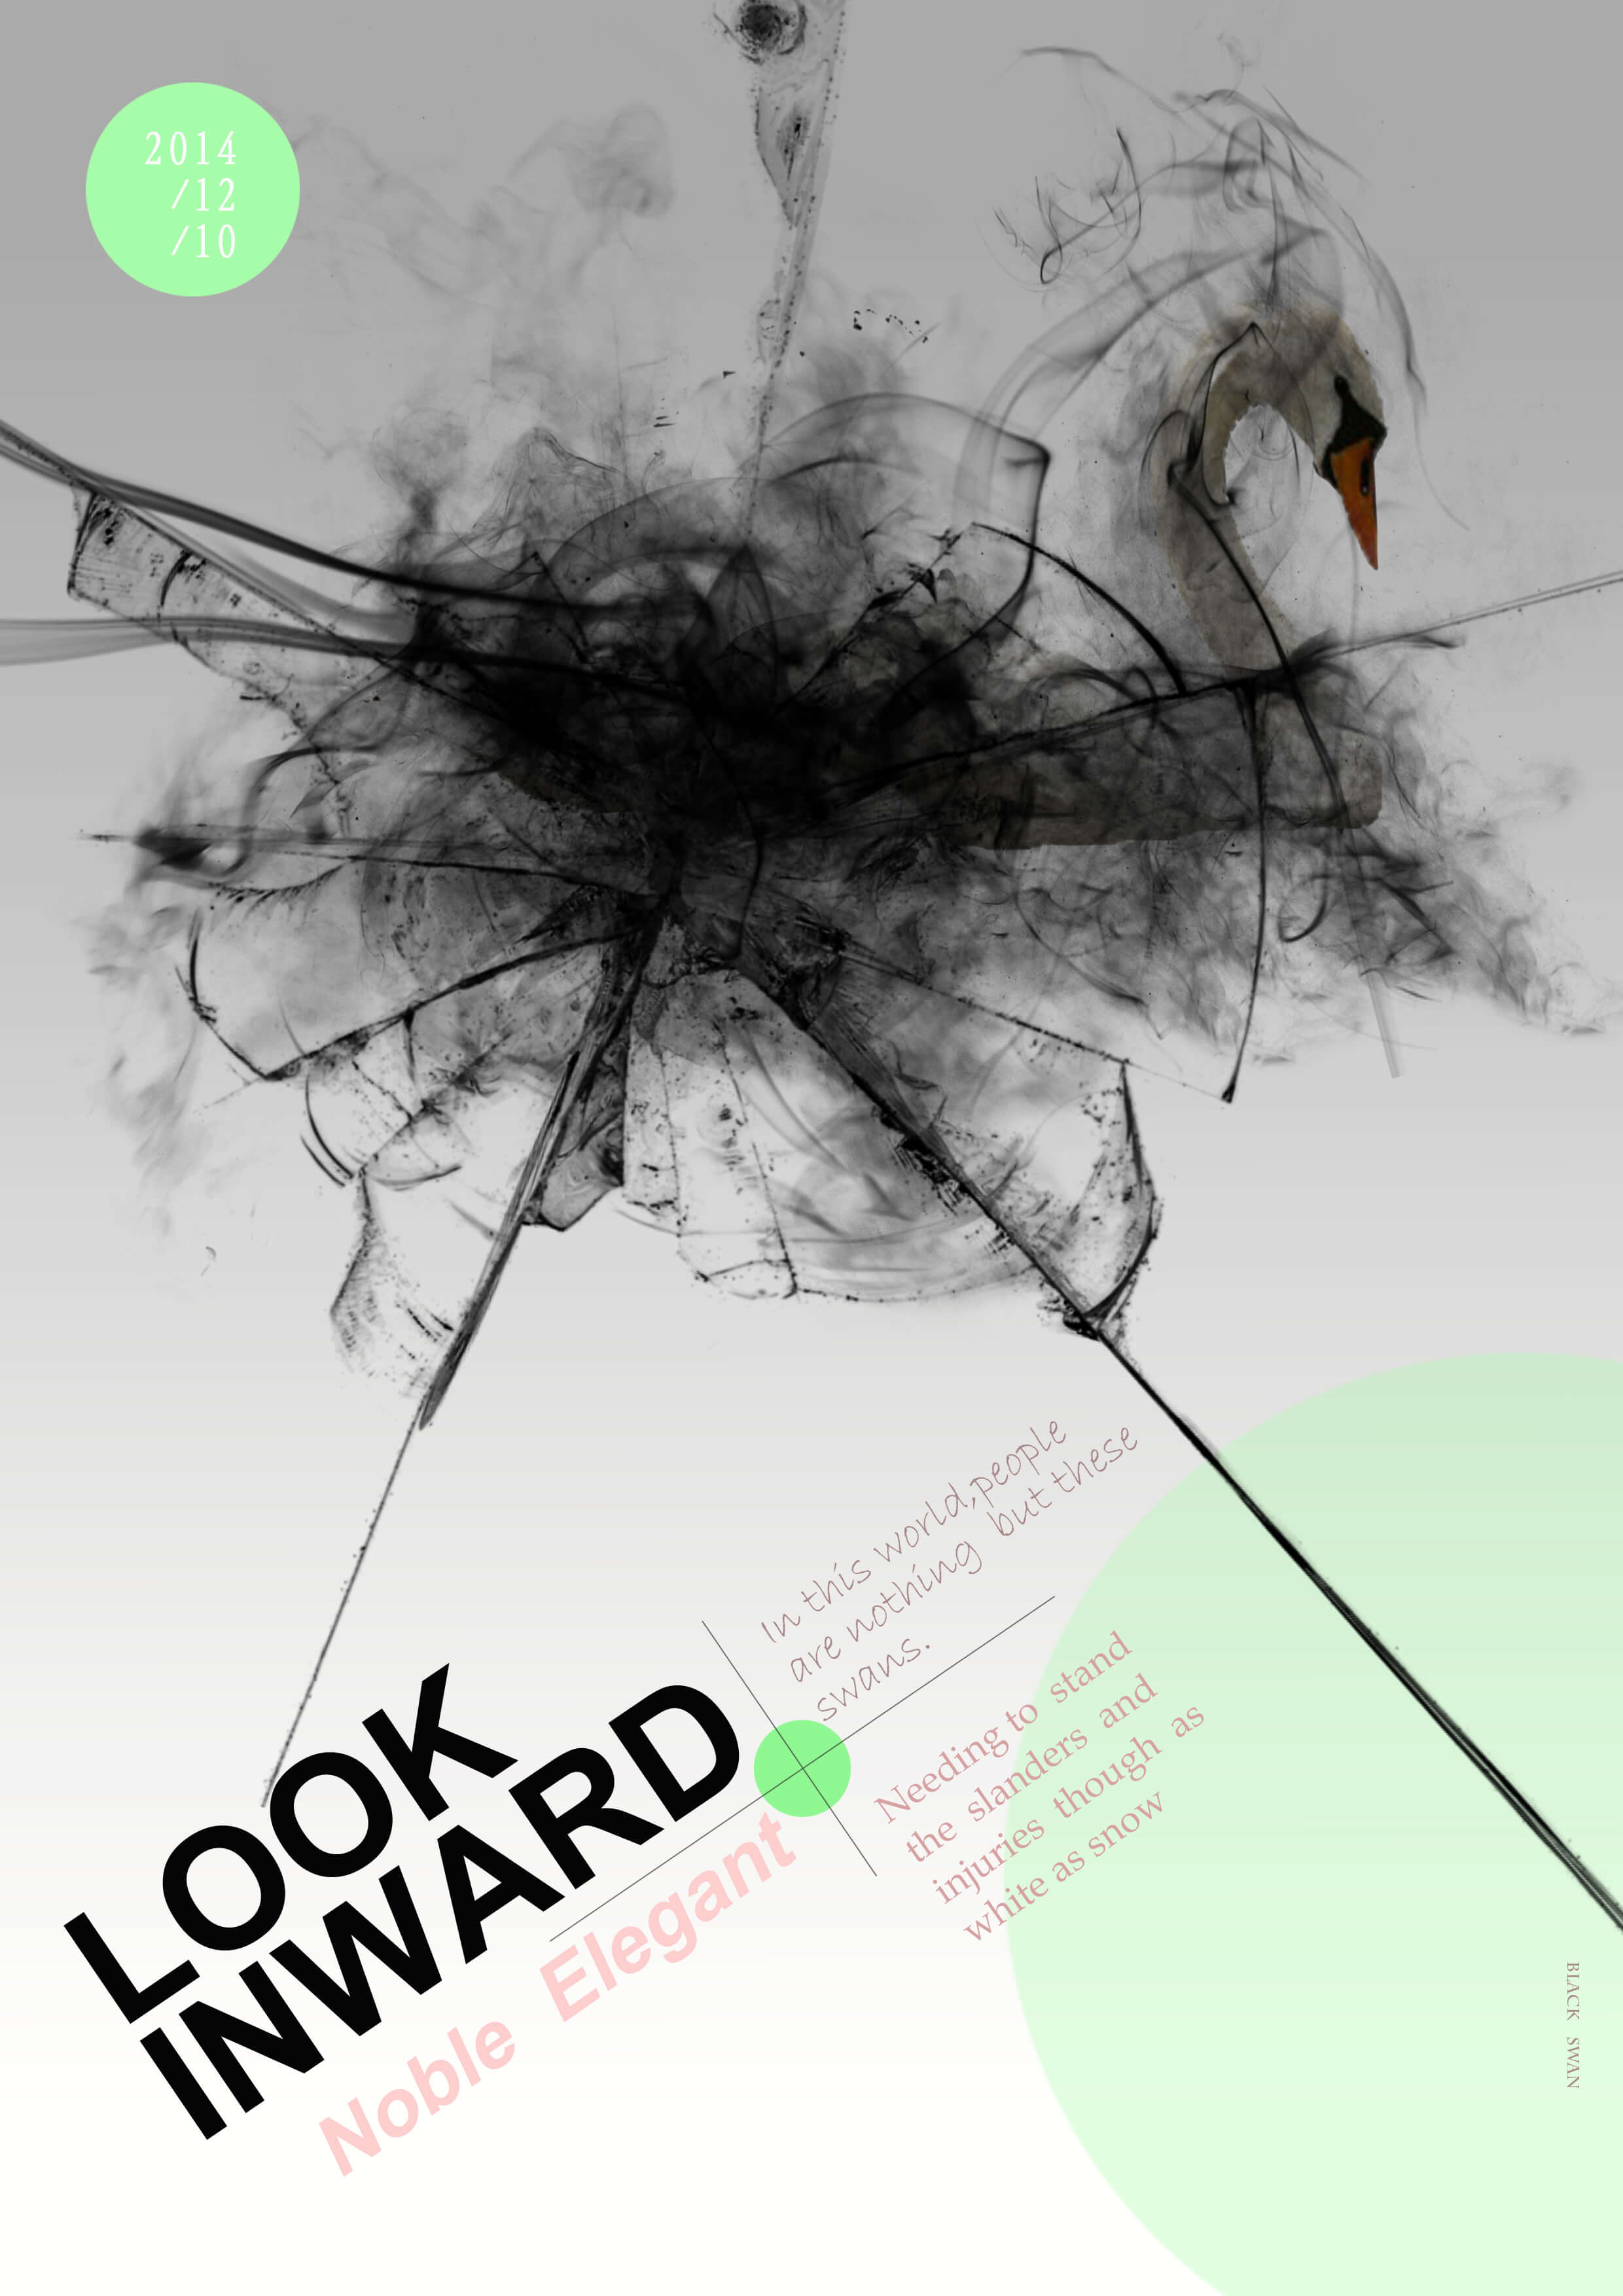 2014
/12
/10
In this world,people
are nothing but these
swans.
LOOK
INWARD
Noble Elegant
Needing to stand
the slanders and
injuries though as
white as snow
BLACK SWAN